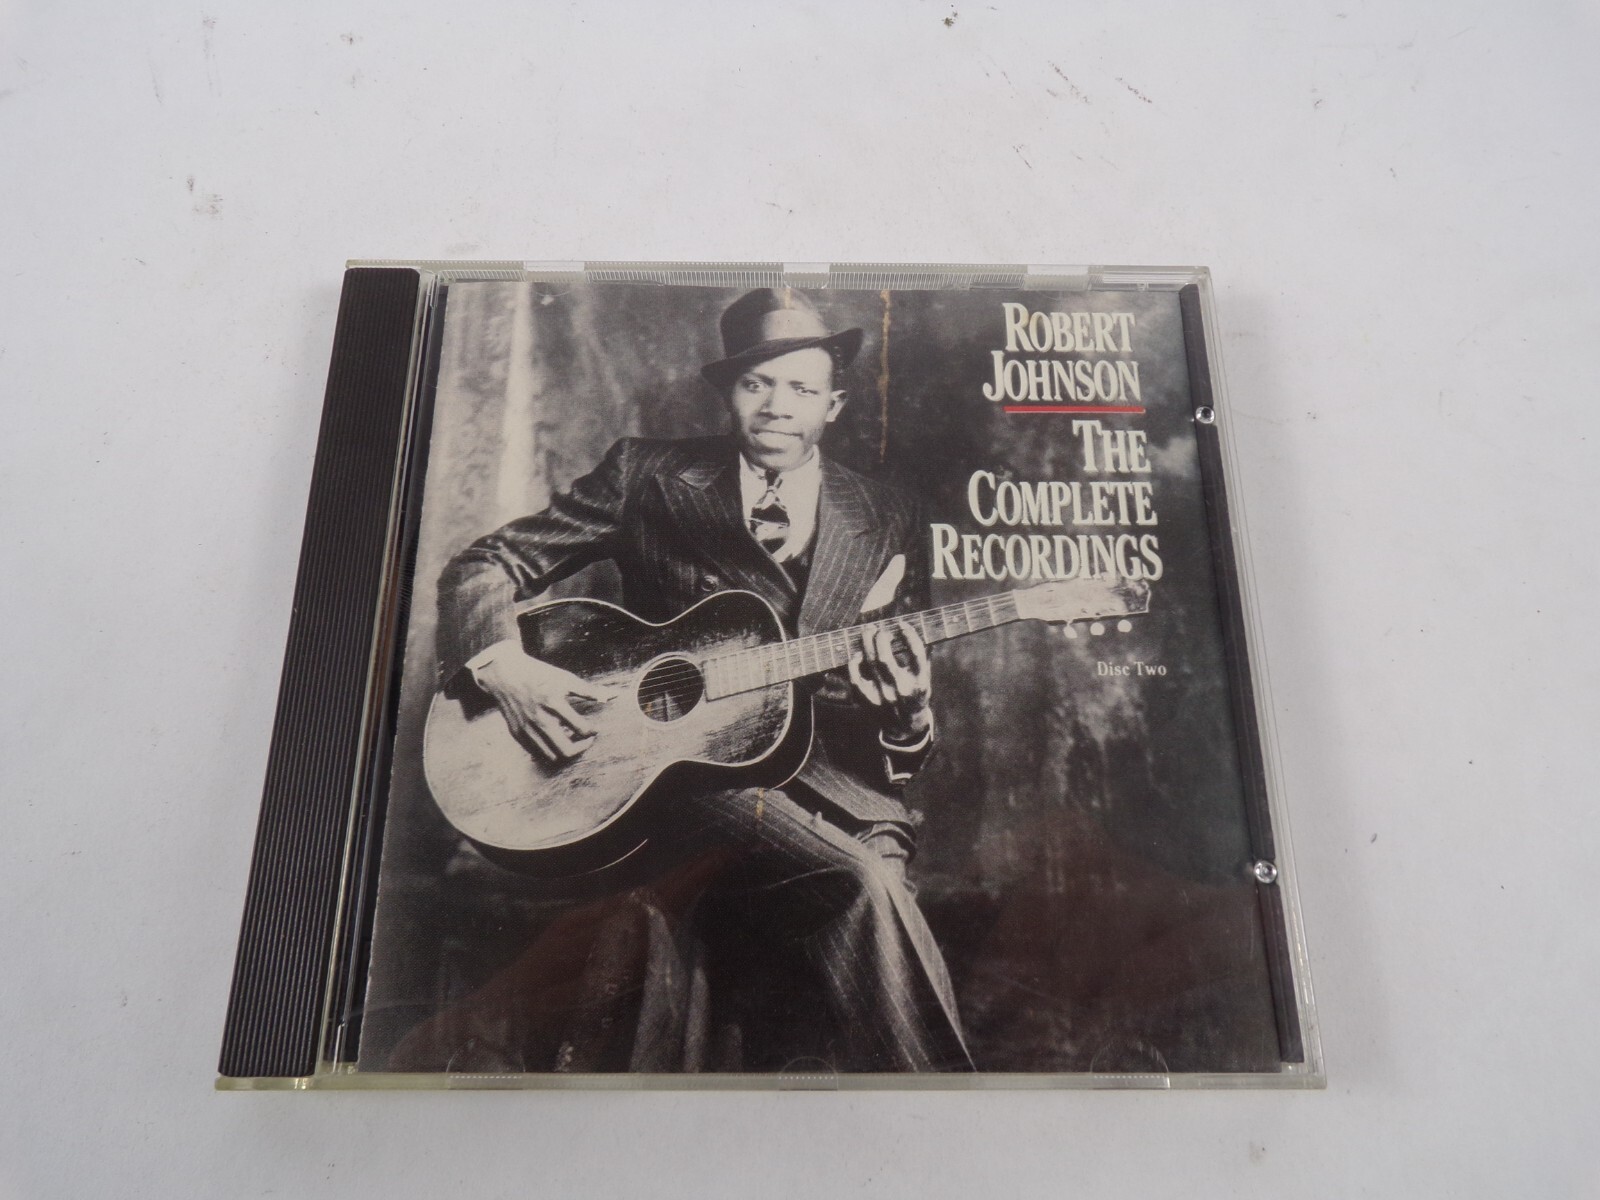 ROBERT
JOHNSON
THE
COMPLETE
RECORDINGS
Disc Two